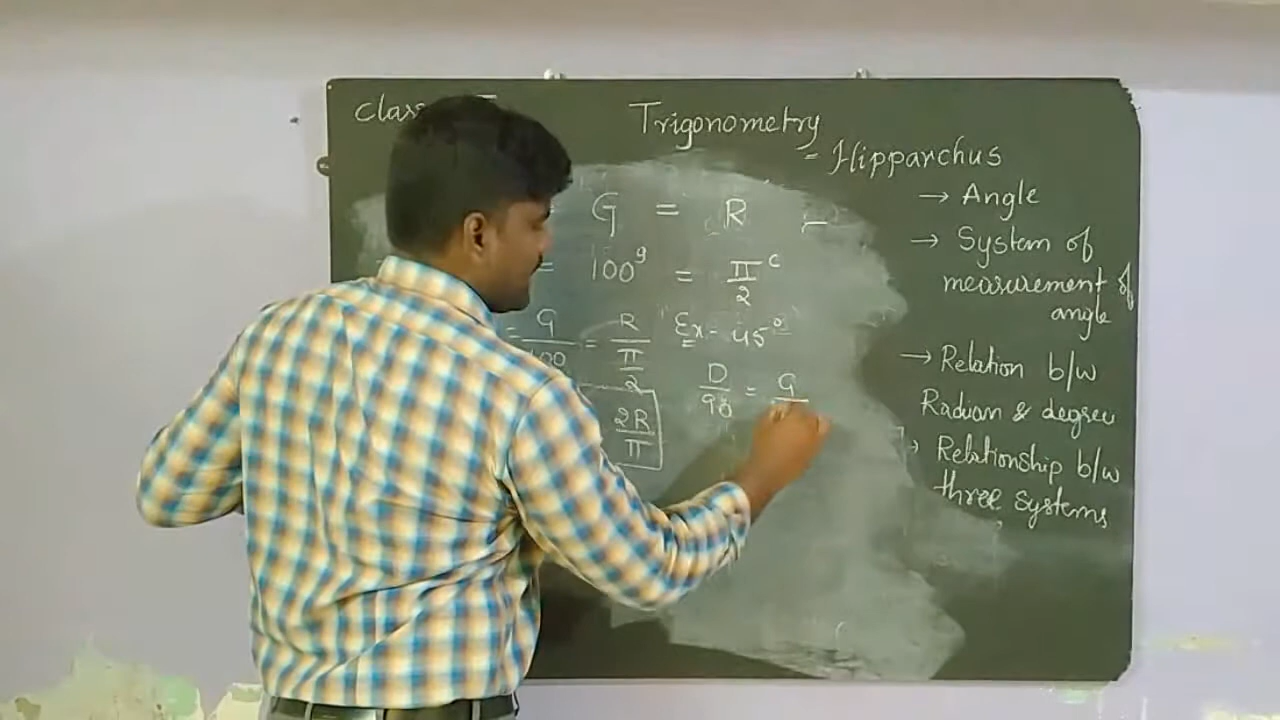 Trigonometry
- Hipparchus
→ Angle
→ System of
measurement of
angle
→ Relation b/w
Radian & degree
→ Relationship b/w
three systems
G = R
= 100^g = π/2^c
= G/100 = R/(π/2)
2R/π
Ex- 45°
D/90 = G